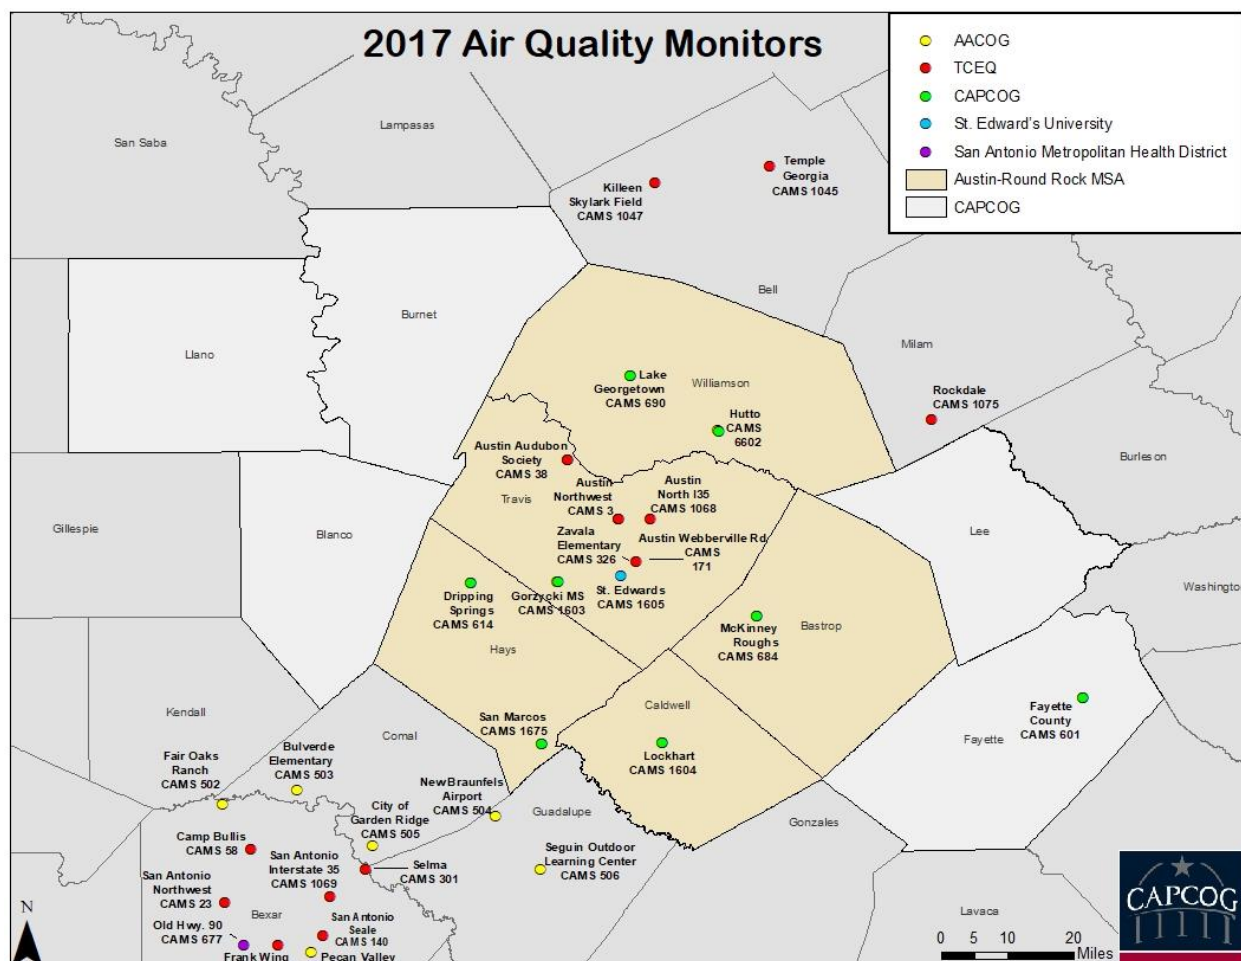 2017 Air Quality Monitors
AACOG
TCEQ
CAPCOG
St. Edward's University
San Antonio Metropolitan Health District
Austin-Round Rock MSA
CAPCOG
San Saba
Lampasas
Killeen
Skylark Field
CAMS 1047
Temple
Georgia
CAMS 1045
Bell
Burnet
Llano
Milam
Lake
Georgetown
CAMS 690
Williamson
Hutto
CAMS
6602
Rockdale
CAMS 1075
Burleson
Austin Audubon
Society
CAMS 38
Travis
Austin
Northwest
CAMS 3
Austin
North I35
CAMS 1068
Gillespie
Blanco
Lee
Zavala
Elementary
CAMS 326
Austin Webberville Rd
CAMS
171
Washington
Dripping
Springs
CAMS 614
Gorzycki MS
CAMS 1603
St. Edwards
CAMS 1605
McKinney
Roughs
CAMS 684
Bastrop
Hays
Kendall
Comal
San Marcos
CAMS 1675
Caldwell
Lockhart
CAMS 1604
Fayette
County
CAMS 601
Fayette
Fair Oaks
Ranch
CAMS 502
Bulverde
Elementary
CAMS 503
New Braunfels
Airport
CAMS 504
City of
Garden Ridge
CAMS 505
Guadalupe
Gonzales
Camp Bullis
CAMS 58
San Antonio
Interstate 35
CAMS 1069
Selma
CAMS 301
Seguin Outdoor
Learning Center
CAMS 506
San Antonio
Northwest
CAMS 23
Bexar
Old Hwy. 90
CAMS 677
San Antonio
Seale
CAMS 140
Frank Wing
Pecan Valley
Lavaca
N
0 5 10 20
Miles
CAPCOG